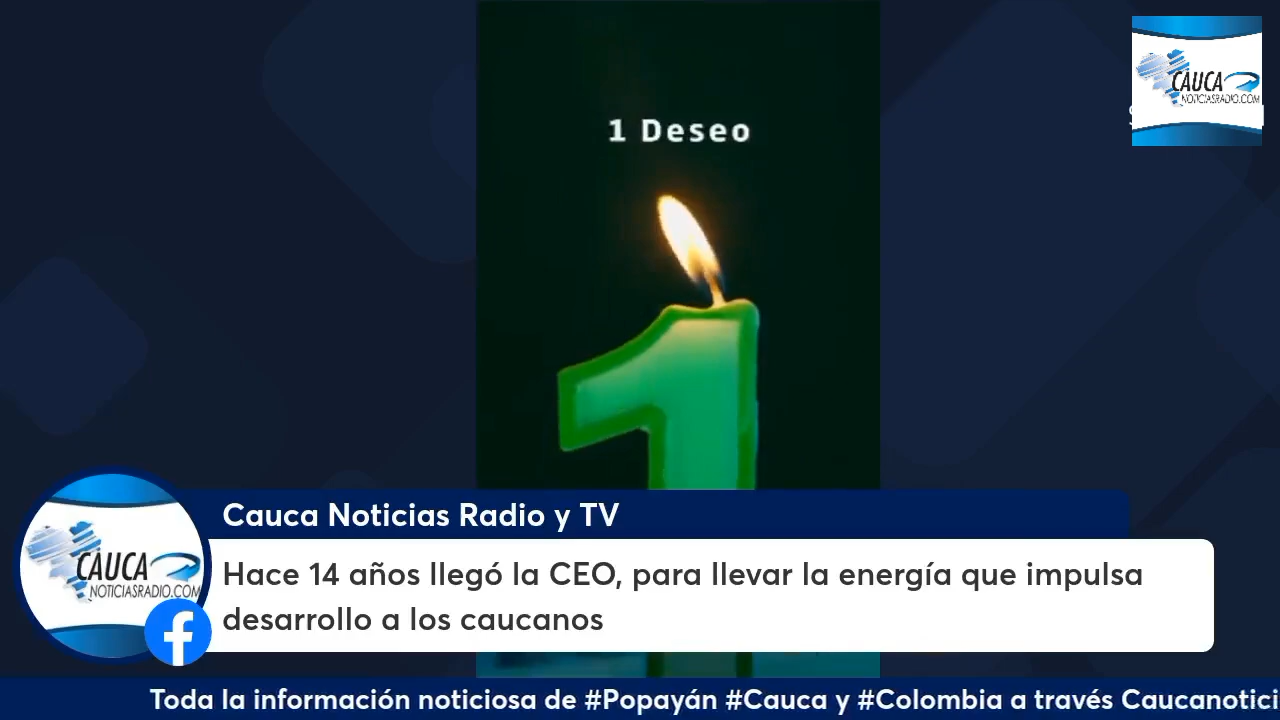 1 Deseo
CAUCA
NOTICIASRADIO.COM
Cauca Noticias Radio y TV
Hace 14 años llegó la CEO, para llevar la energía que impulsa
desarrollo a los caucanos
CAUCA
NOTICIASRADIO.COM
Toda la información noticiosa de #Popayán #Cauca y #Colombia a través Caucanotici